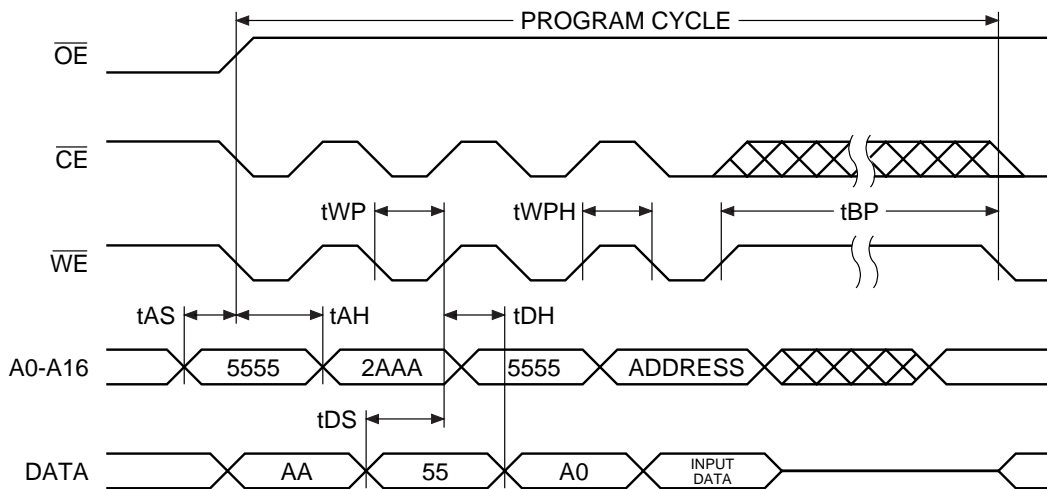 PROGRAM CYCLE
OE
CE
tWP tWPH tBP
WE
tAS tAH tDH
A0-A16 5555 2AAA 5555 ADDRESS
tDS
DATA AA 55 A0 INPUT DATA